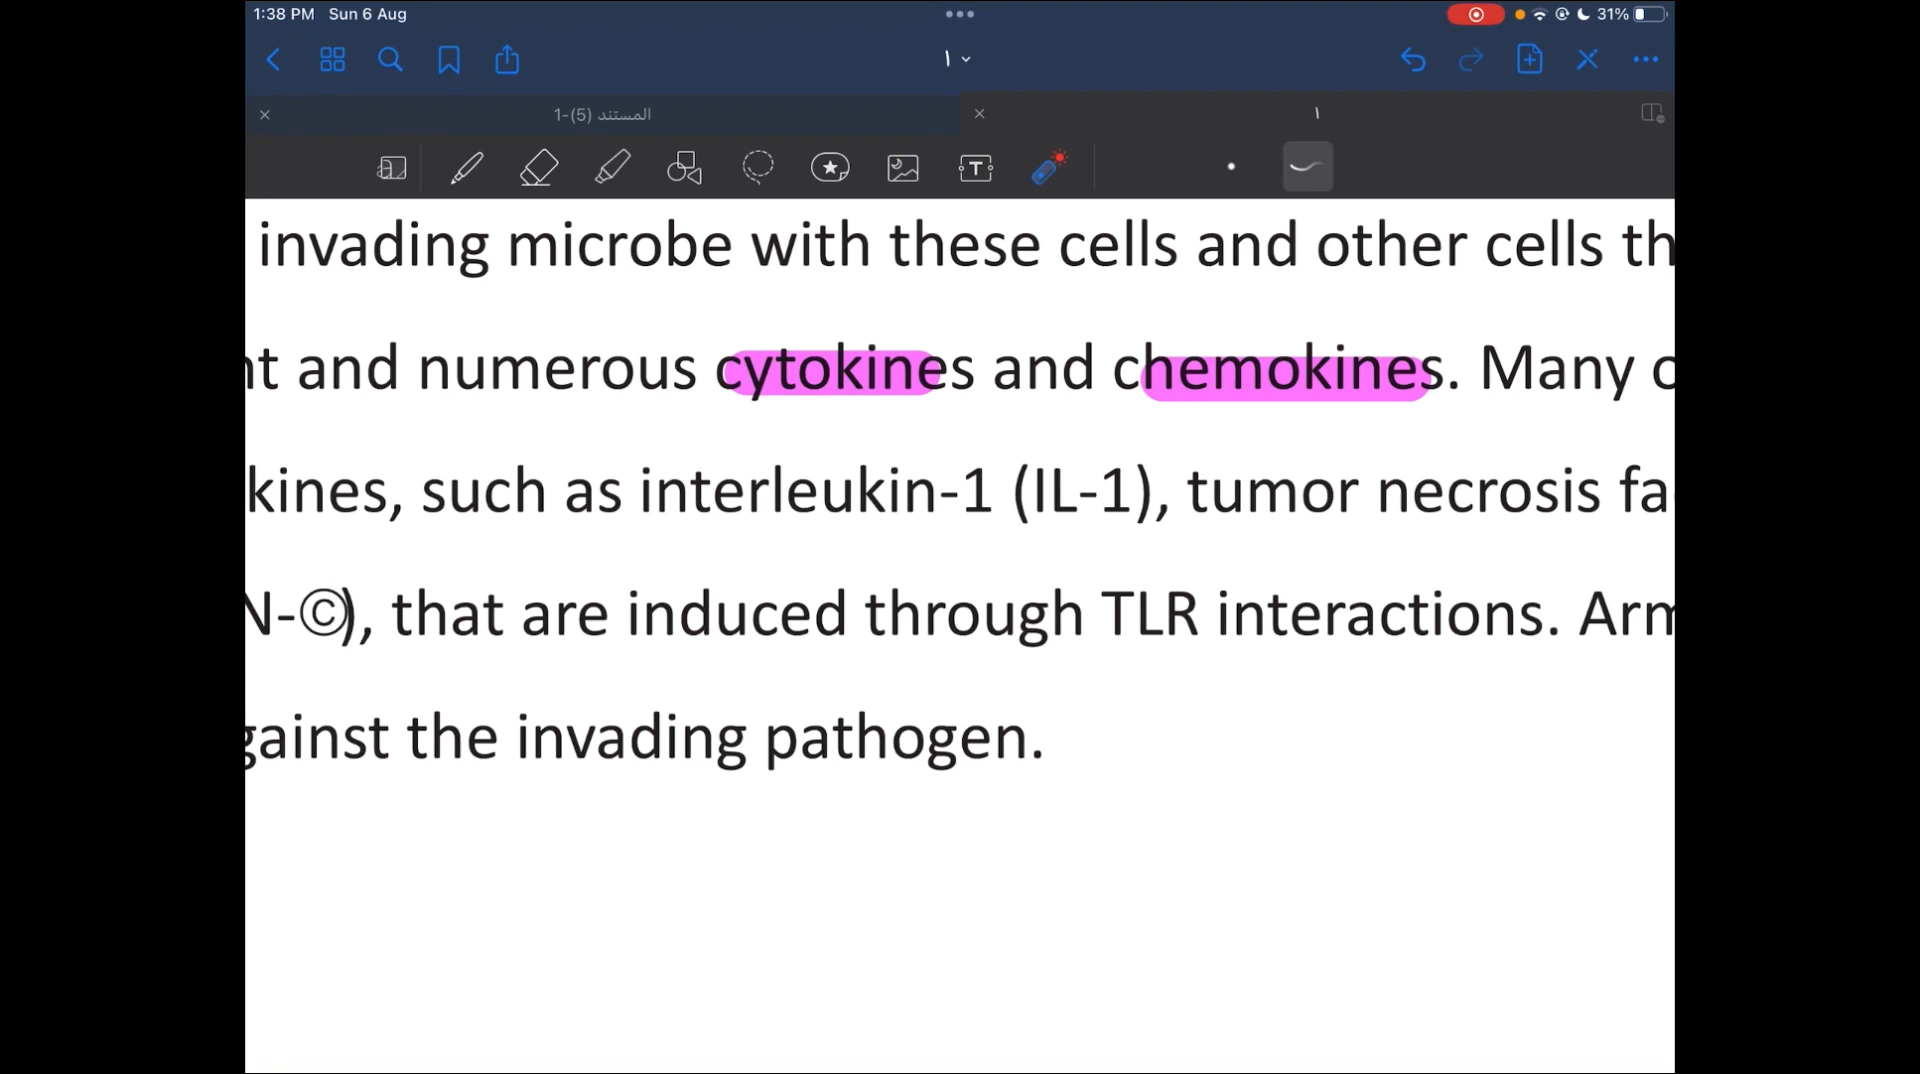 1:38 PM Sun 6 Aug
31%
١
المستند (5)-1
١
invading microbe with these cells and other cells th
nt and numerous cytokines and chemokines. Many o
kines, such as interleukin-1 (IL-1), tumor necrosis fa
N-©), that are induced through TLR interactions. Arm
gainst the invading pathogen.